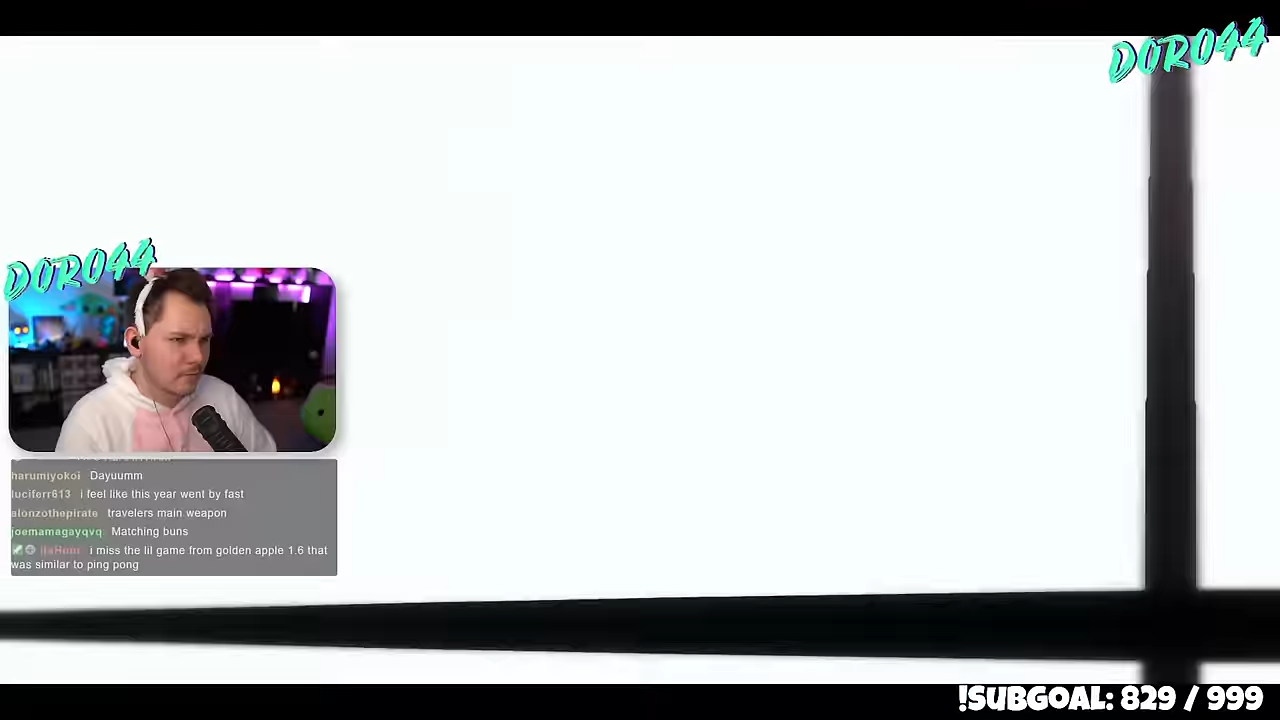 DORO44
DORO44
harumiyokoi Dayuumm
luciferr613 i feel like this year went by fast
alonzothepirate travelers main weapon
joemamagayqvq Matching buns
i miss the lil game from golden apple 1.6 that
was similar to ping pong
!SUBGOAL: 829 / 999